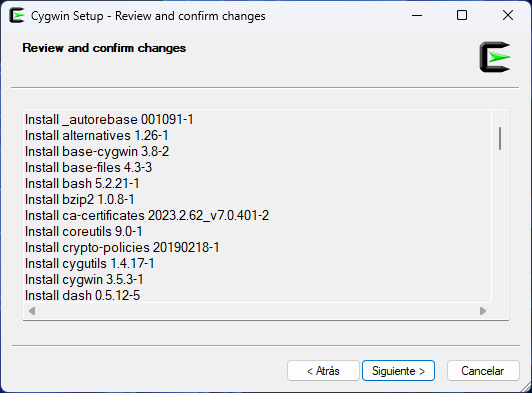 Cygwin Setup - Review and confirm changes
Review and confirm changes
Install _autorebase 001091-1
Install alternatives 1.26-1
Install base-cygwin 3.8-2
Install base-files 4.3-3
Install bash 5.2.21-1
Install bzip2 1.0.8-1
Install ca-certificates 2023.2.62_v7.0.401-2
Install coreutils 9.0-1
Install crypto-policies 20190218-1
Install cygutils 1.4.17-1
Install cygwin 3.5.3-1
Install dash 0.5.12-5
< Atrás Siguiente > Cancelar